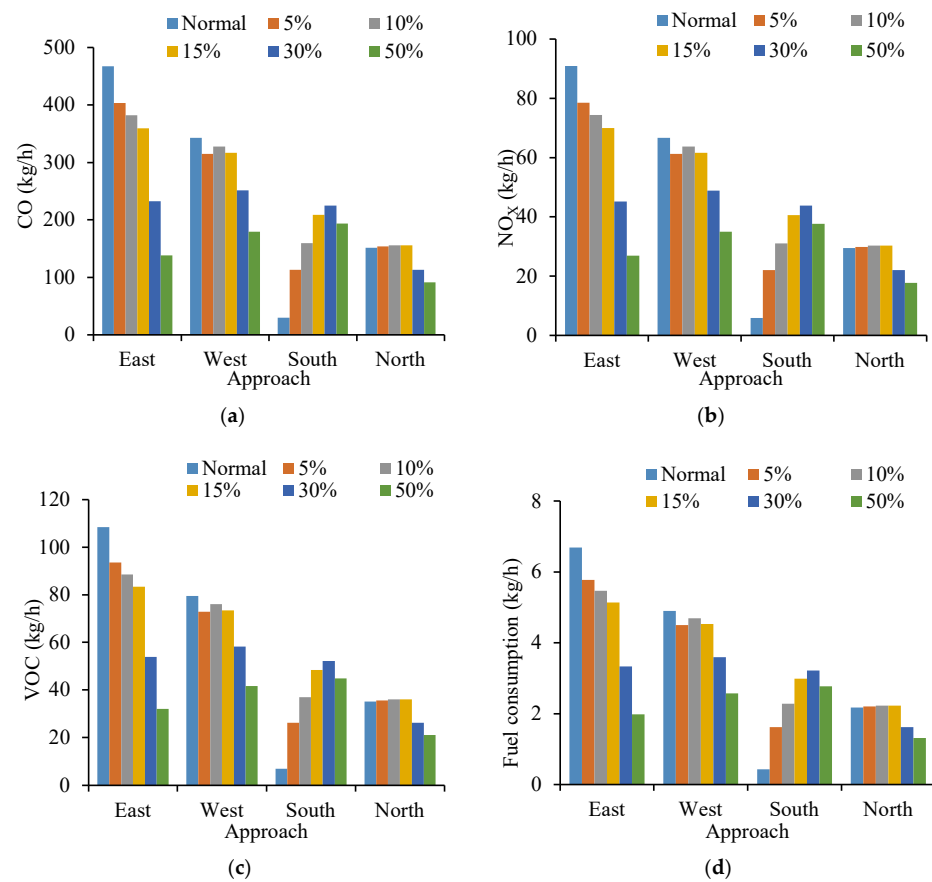 Normal 5% 10%
15% 30% 50%
500
400
300
200
100
0
CO (kg/h)
East West South North
Approach
(a)
Normal 5% 10%
15% 30% 50%
100
80
60
40
20
0
NOX (kg/h)
East West South North
Approach
(b)
Normal 5% 10%
15% 30% 50%
120
100
80
60
40
20
0
VOC (kg/h)
East West South North
Approach
(c)
Normal 5% 10%
15% 30% 50%
8
6
4
2
0
Fuel consumption (kg/h)
East West South North
Approach
(d)